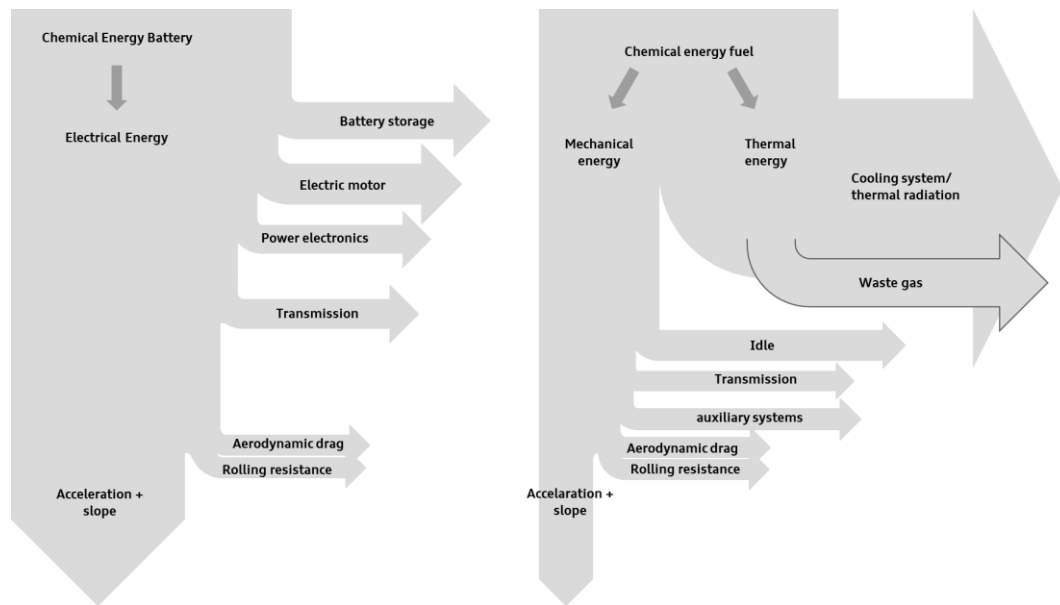 Chemical Energy Battery
Electrical Energy
Battery storage
Electric motor
Power electronics
Transmission
Aerodynamic drag
Rolling resistance
Acceleration +
slope
Chemical energy fuel
Mechanical
energy
Thermal
energy
Cooling system/
thermal radiation
Waste gas
Idle
Transmission
auxiliary systems
Aerodynamic drag
Rolling resistance
Accelaration +
slope